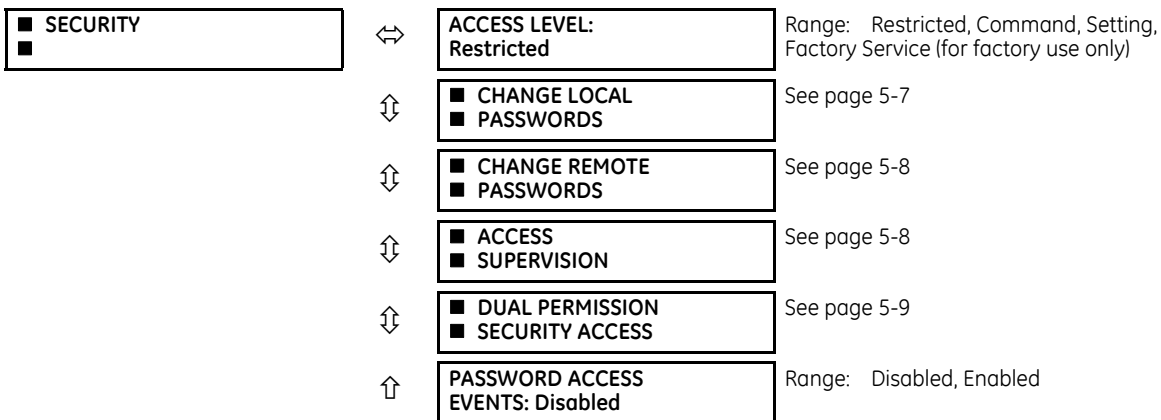 ■ SECURITY
■
ACCESS LEVEL:
Restricted
Range: Restricted, Command, Setting,
Factory Service (for factory use only)
■ CHANGE LOCAL
■ PASSWORDS
See page 5-7
■ CHANGE REMOTE
■ PASSWORDS
See page 5-8
■ ACCESS
■ SUPERVISION
See page 5-8
■ DUAL PERMISSION
■ SECURITY ACCESS
See page 5-9
PASSWORD ACCESS
EVENTS: Disabled
Range: Disabled, Enabled